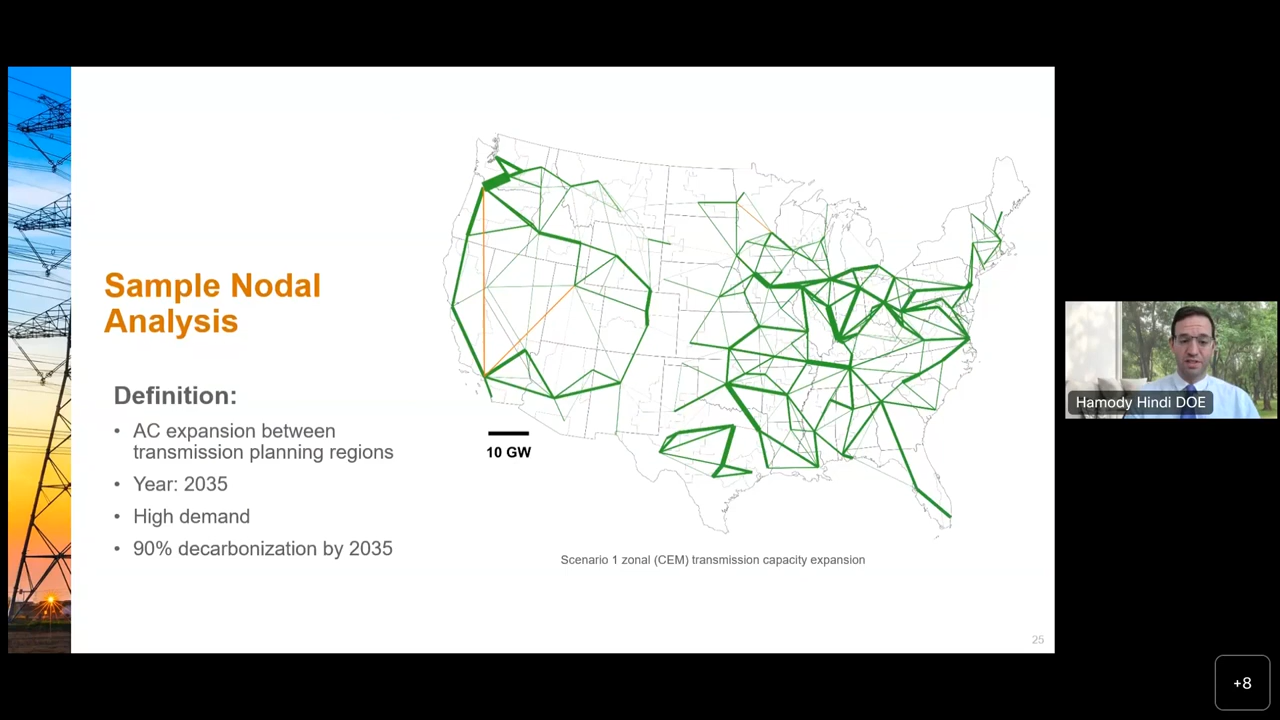 Sample Nodal
Analysis
Definition:
• AC expansion between
transmission planning regions
• Year: 2035
• High demand
• 90% decarbonization by 2035
10 GW
Scenario 1 zonal (CEM) transmission capacity expansion
25
Hamody Hindi DOE
+8